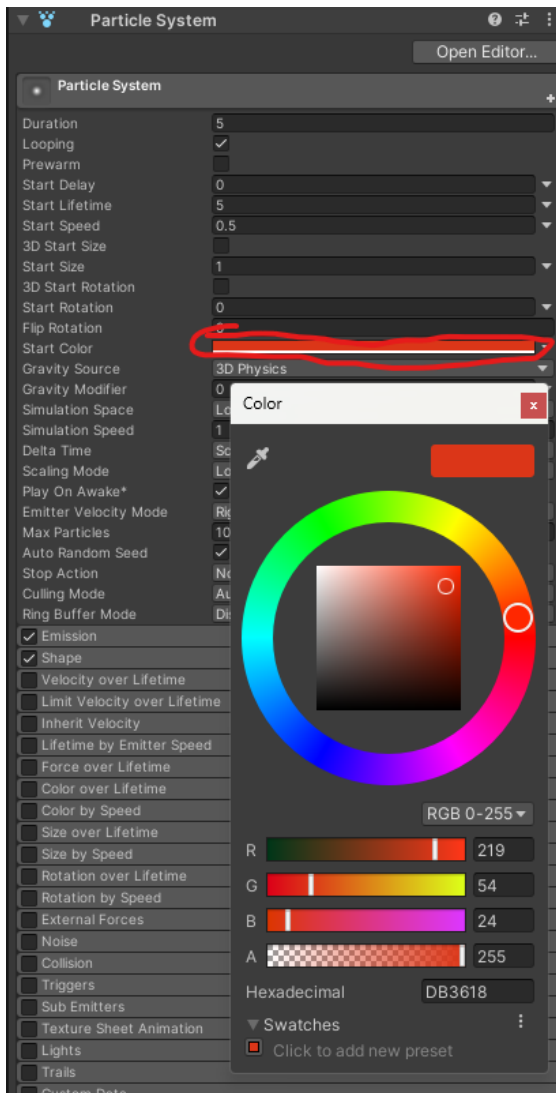 Particle System
Open Editor...
Particle System
Duration 5
Looping
Prewarm
Start Delay 0
Start Lifetime 5
Start Speed 0.5
3D Start Size
Start Size 1
3D Start Rotation
Start Rotation 0
Flip Rotation 0
Start Color
Gravity Source 3D Physics
Gravity Modifier 0
Simulation Space
Simulation Speed 1
Delta Time
Scaling Mode
Play On Awake*
Emitter Velocity Mode
Max Particles
Auto Random Seed
Stop Action
Culling Mode
Ring Buffer Mode
Emission
Shape
Velocity over Lifetime
Limit Velocity over Lifetime
Inherit Velocity
Lifetime by Emitter Speed
Force over Lifetime
Color over Lifetime
Color by Speed
Size over Lifetime
Size by Speed
Rotation over Lifetime
Rotation by Speed
External Forces
Noise
Collision
Triggers
Sub Emitters
Texture Sheet Animation
Lights
Trails
Color x
RGB 0-255
R 219
G 54
B 24
A 255
Hexadecimal DB3618
Swatches
Click to add new preset